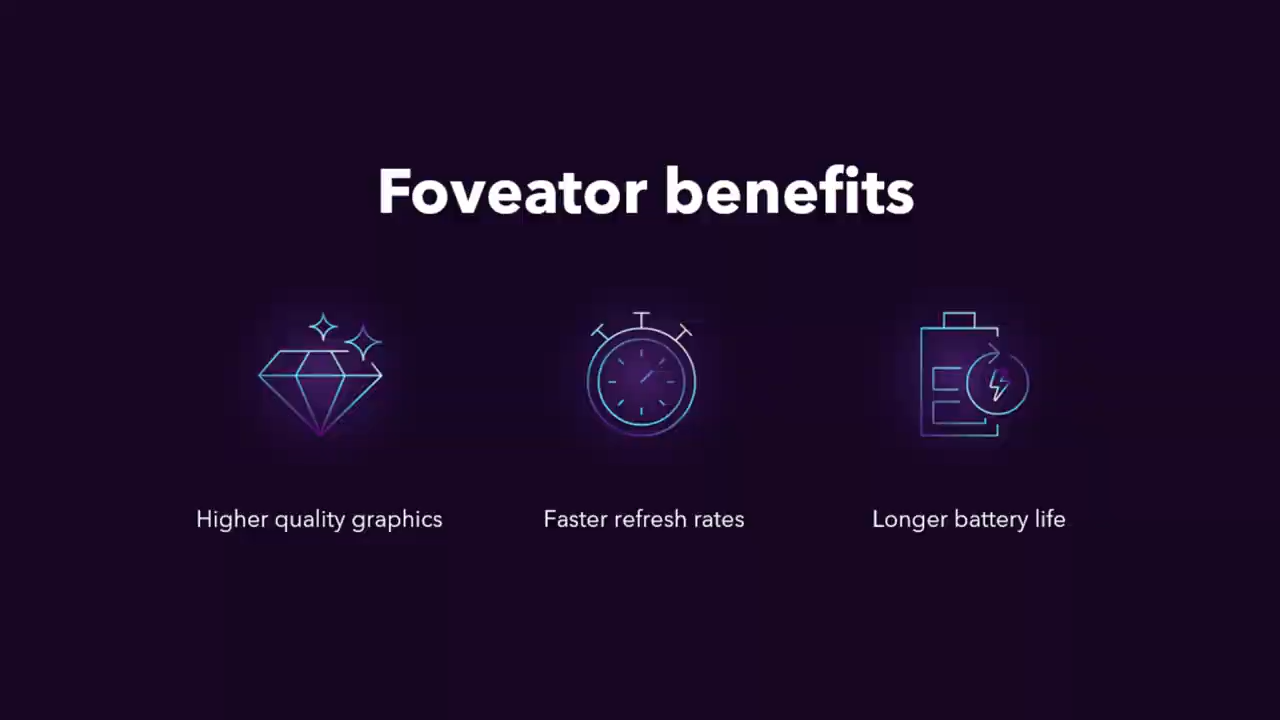 Foveator benefits
Higher quality graphics
Faster refresh rates
Longer battery life